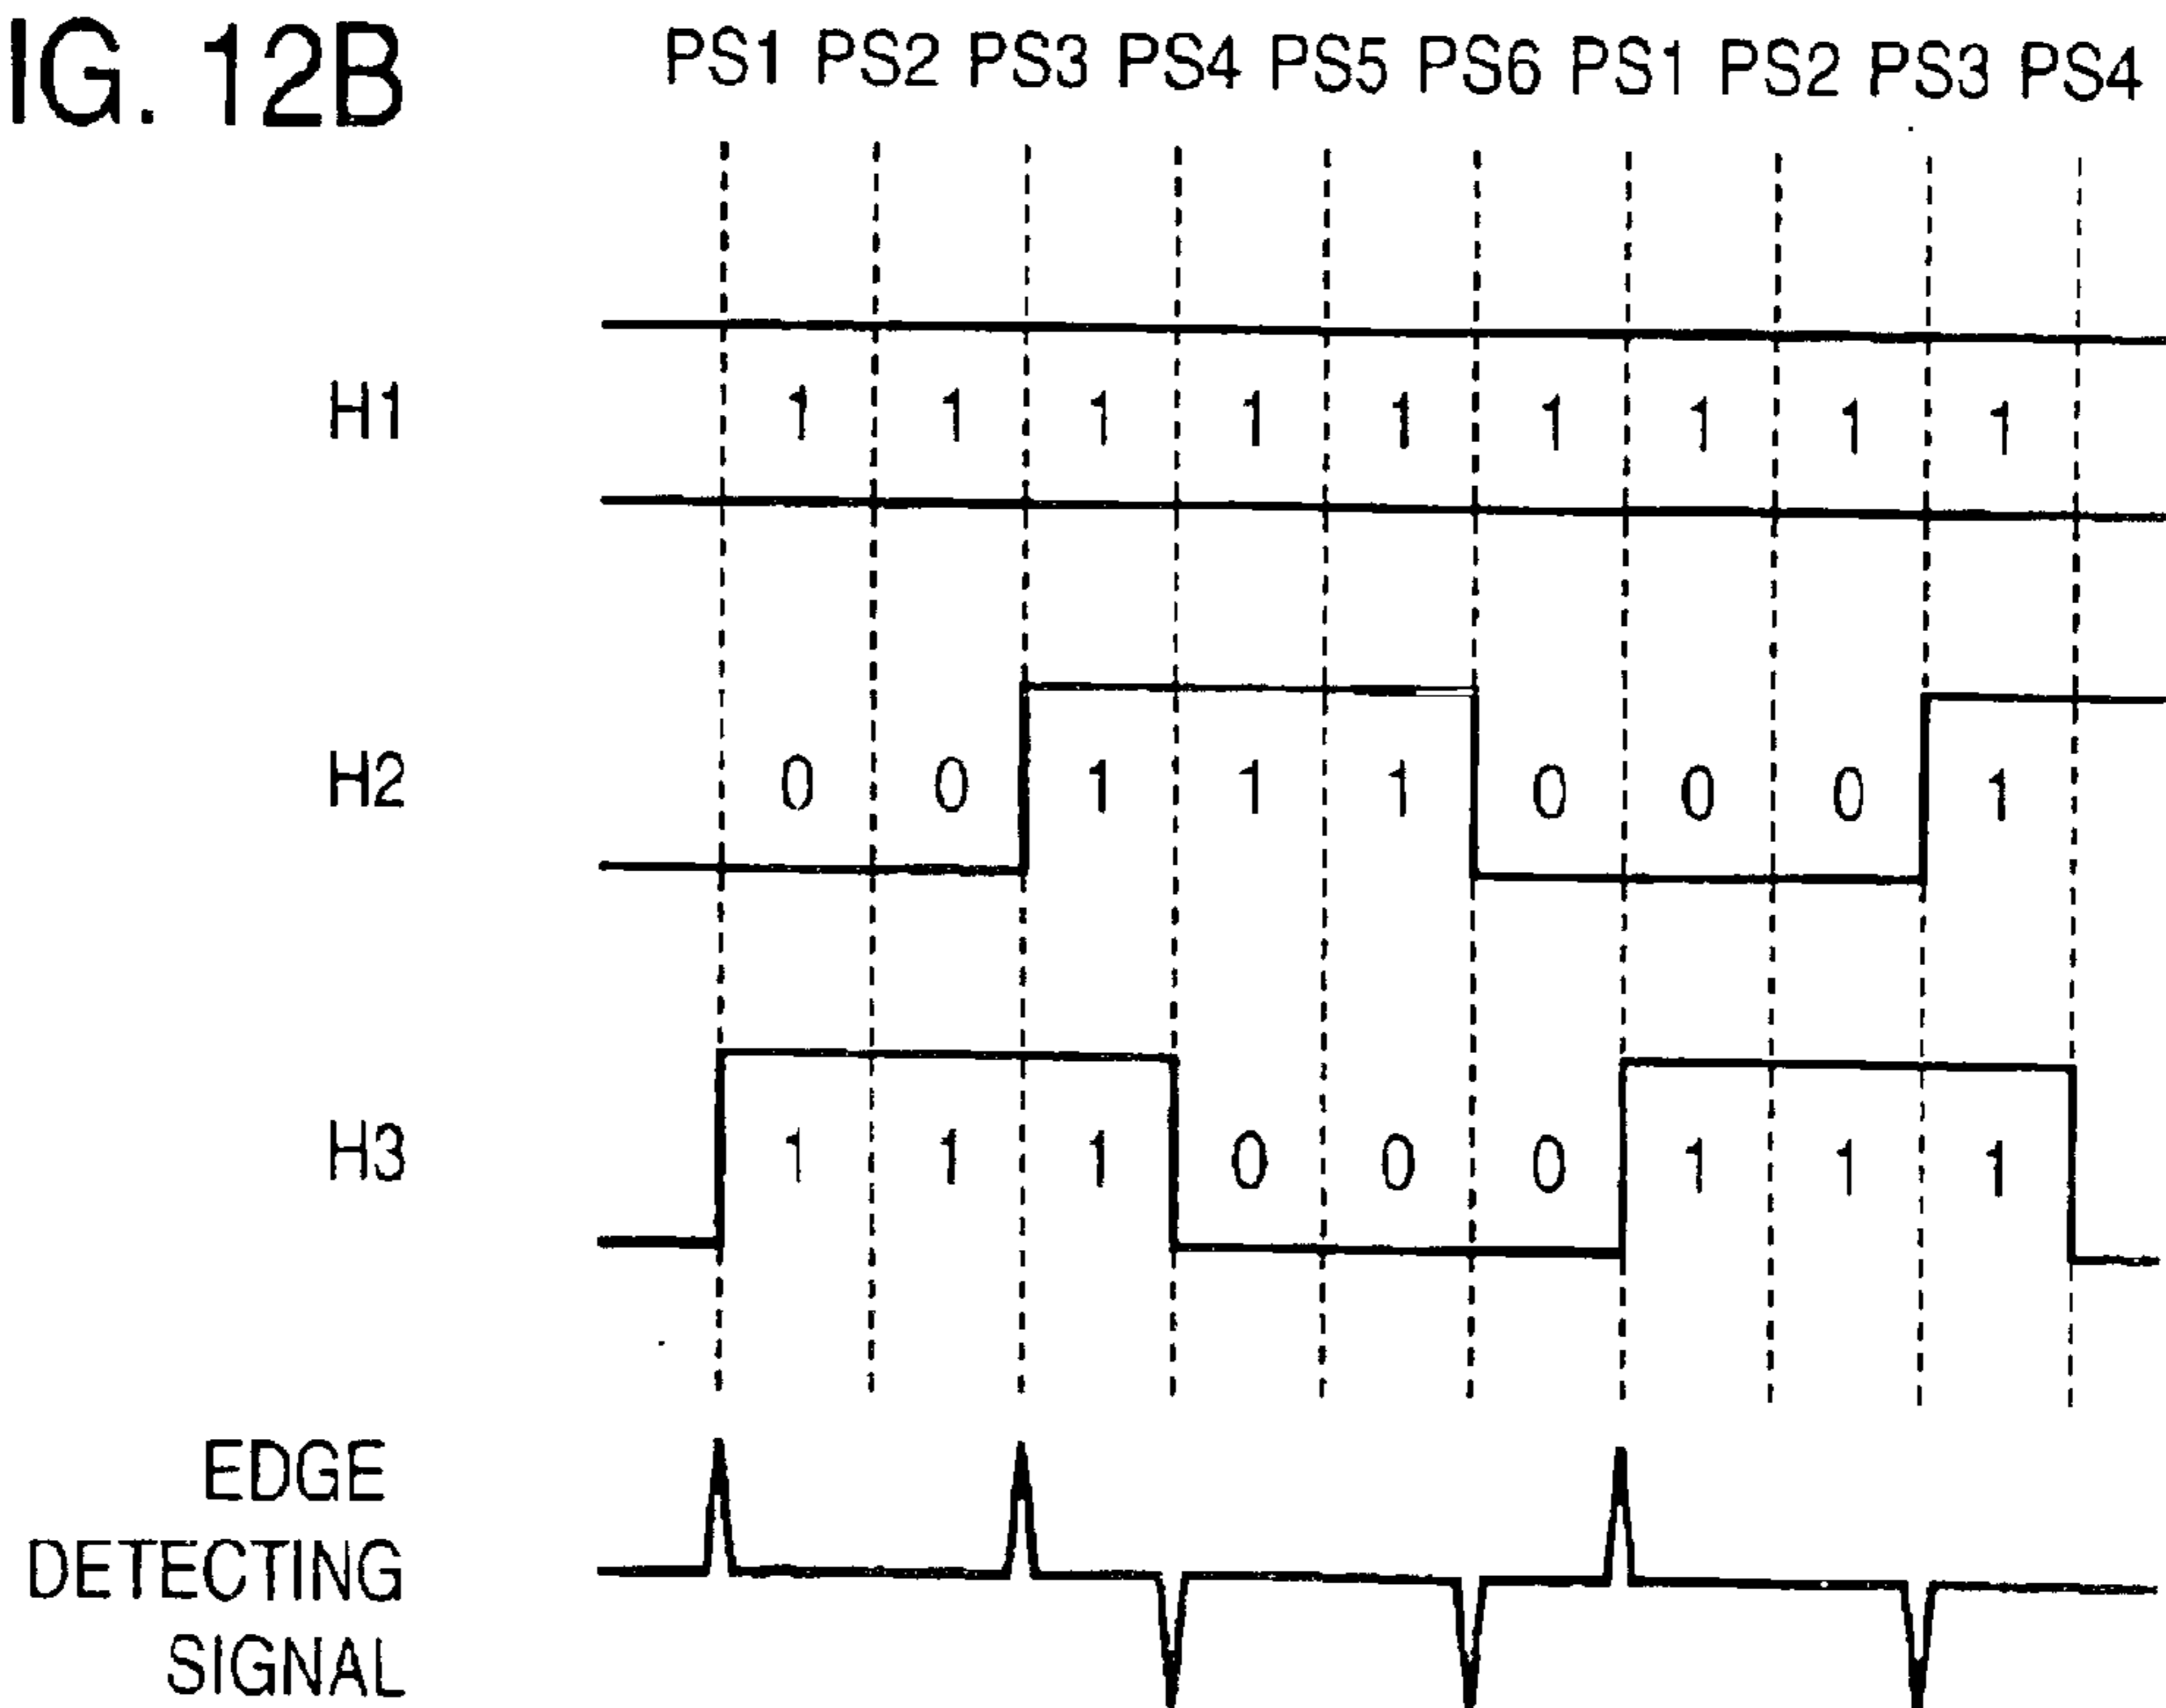 IG. 12B
PS1 PS2 PS3 PS4 PS5 PS6 PS1 PS2 PS3 PS4
H1 1 1 1 1 1 1 1 1 1
H2 0 0 1 1 1 0 0 0 1
H3 1 1 1 0 0 0 1 1 1
EDGE
DETECTING
SIGNAL